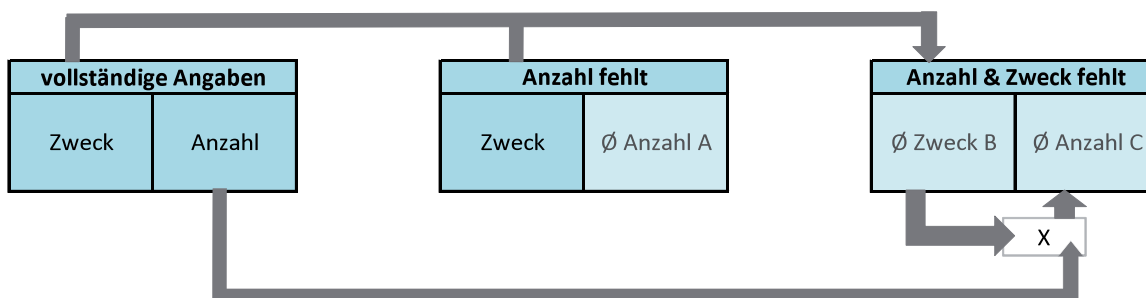 vollständige Angaben
Zweck
Anzahl
Anzahl fehlt
Zweck
Ø Anzahl A
Anzahl & Zweck fehlt
Ø Zweck B
Ø Anzahl C
X